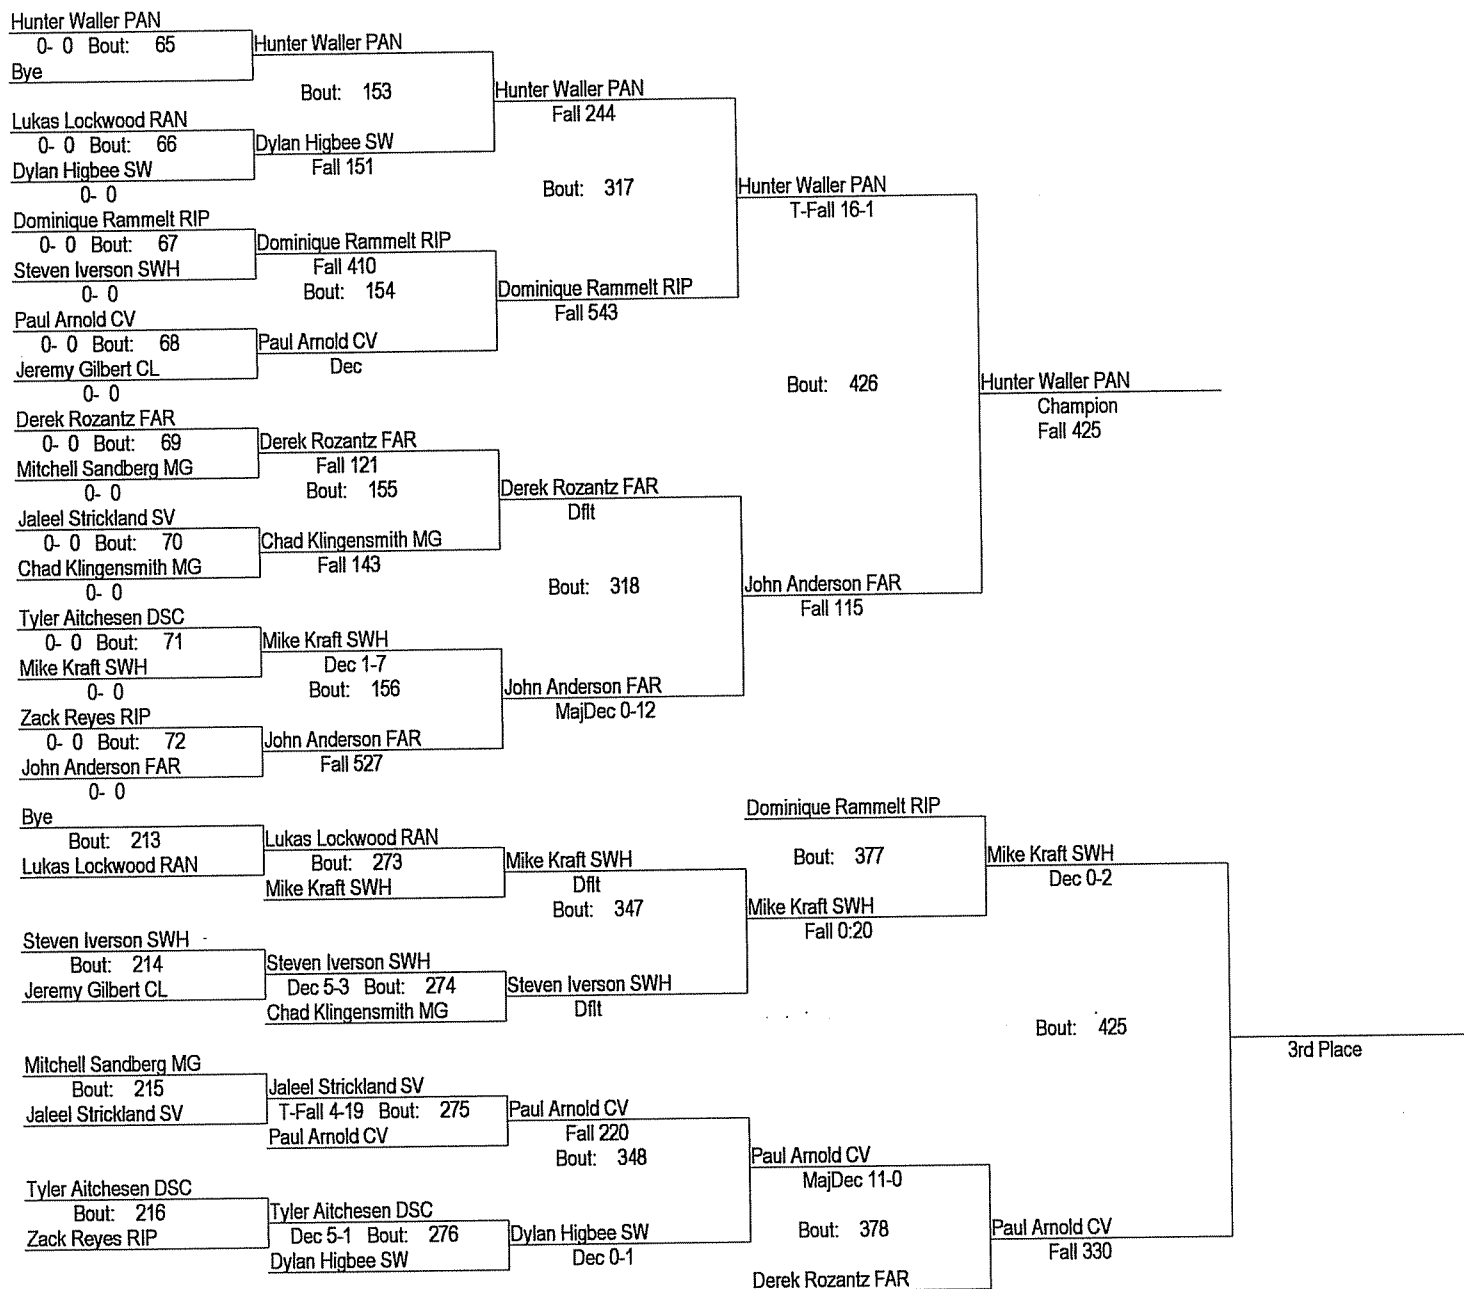 Hunter Waller PAN
0- 0 Bout: 65
Bye
Hunter Waller PAN
Bout: 153
Lukas Lockwood RAN
0- 0 Bout: 66
Dylan Higbee SW
0- 0
Dylan Higbee SW
Fall 151
Hunter Waller PAN
Fall 244
Bout: 317
Dominique Rammelt RIP
0- 0 Bout: 67
Steven Iverson SWH
0- 0
Dominique Rammelt RIP
Fall 410
Bout: 154
Paul Arnold CV
0- 0 Bout: 68
Jeremy Gilbert CL
0- 0
Paul Arnold CV
Dec
Dominique Rammelt RIP
Fall 543
Hunter Waller PAN
T-Fall 16-1
Bout: 426
Hunter Waller PAN
Champion
Fall 425
Derek Rozantz FAR
0- 0 Bout: 69
Mitchell Sandberg MG
0- 0
Derek Rozantz FAR
Fall 121
Bout: 155
Jaleel Strickland SV
0- 0 Bout: 70
Chad Klingensmith MG
0- 0
Chad Klingensmith MG
Fall 143
Derek Rozantz FAR
Dflt
Bout: 318
Tyler Aitchesen DSC
0- 0 Bout: 71
Mike Kraft SWH
0- 0
Mike Kraft SWH
Dec 1-7
Bout: 156
Zack Reyes RIP
0- 0 Bout: 72
John Anderson FAR
0- 0
John Anderson FAR
Fall 527
John Anderson FAR
MajDec 0-12
John Anderson FAR
Fall 115
Bye
Bout: 213
Lukas Lockwood RAN
Lukas Lockwood RAN
Bout: 273
Mike Kraft SWH
Mike Kraft SWH
Dflt
Bout: 347
Steven Iverson SWH
Bout: 214
Jeremy Gilbert CL
Steven Iverson SWH
Dec 5-3 Bout: 274
Chad Klingensmith MG
Steven Iverson SWH
Dflt
Dominique Rammelt RIP
Bout: 377
Mike Kraft SWH
Fall 0:20
Mike Kraft SWH
Dec 0-2
Bout: 425
3rd Place
Mitchell Sandberg MG
Bout: 215
Jaleel Strickland SV
Jaleel Strickland SV
T-Fall 4-19 Bout: 275
Paul Arnold CV
Paul Arnold CV
Fall 220
Bout: 348
Tyler Aitchesen DSC
Bout: 216
Zack Reyes RIP
Tyler Aitchesen DSC
Dec 5-1 Bout: 276
Dylan Higbee SW
Dylan Higbee SW
Dec 0-1
Paul Arnold CV
MajDec 11-0
Bout: 378
Derek Rozantz FAR
Paul Arnold CV
Fall 330